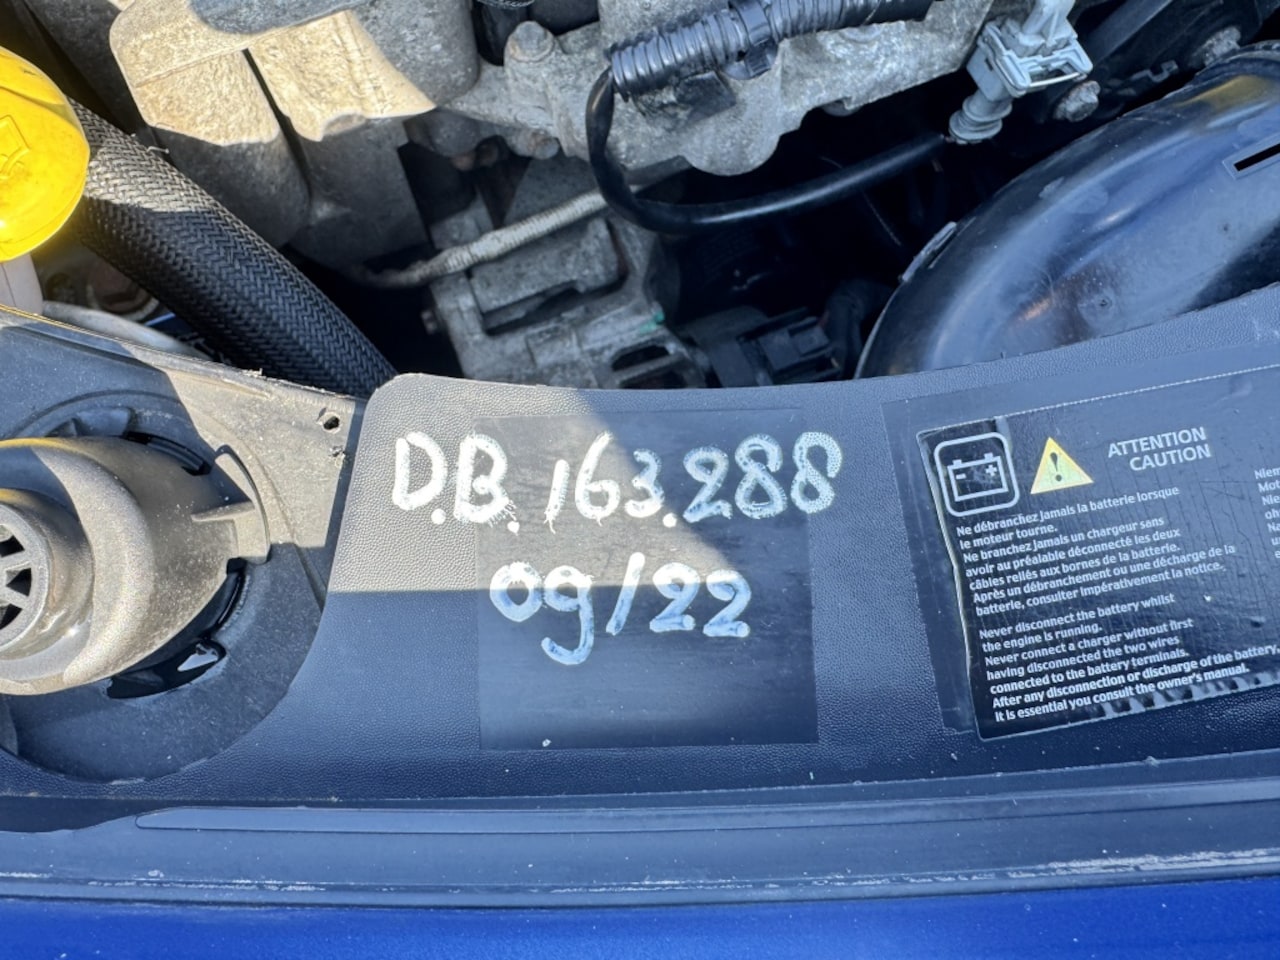 D.B. 163.288
09/22
ATTENTION
CAUTION
Ne débranchez jamais la batterie lorsque
le moteur tourne.
Ne branchez jamais un chargeur sans
avoir au préalable déconnecté les deux
câbles reliés aux bornes de la batterie.
Après un débranchement ou une décharge de la
batterie, consulter impérativement la notice.
Never disconnect the battery whilst
the engine is running.
Never connect a charger without first
having disconnected the two wires
connected to the battery terminals.
After any disconnection or discharge of the battery,
it is essential you consult the owner's manual.